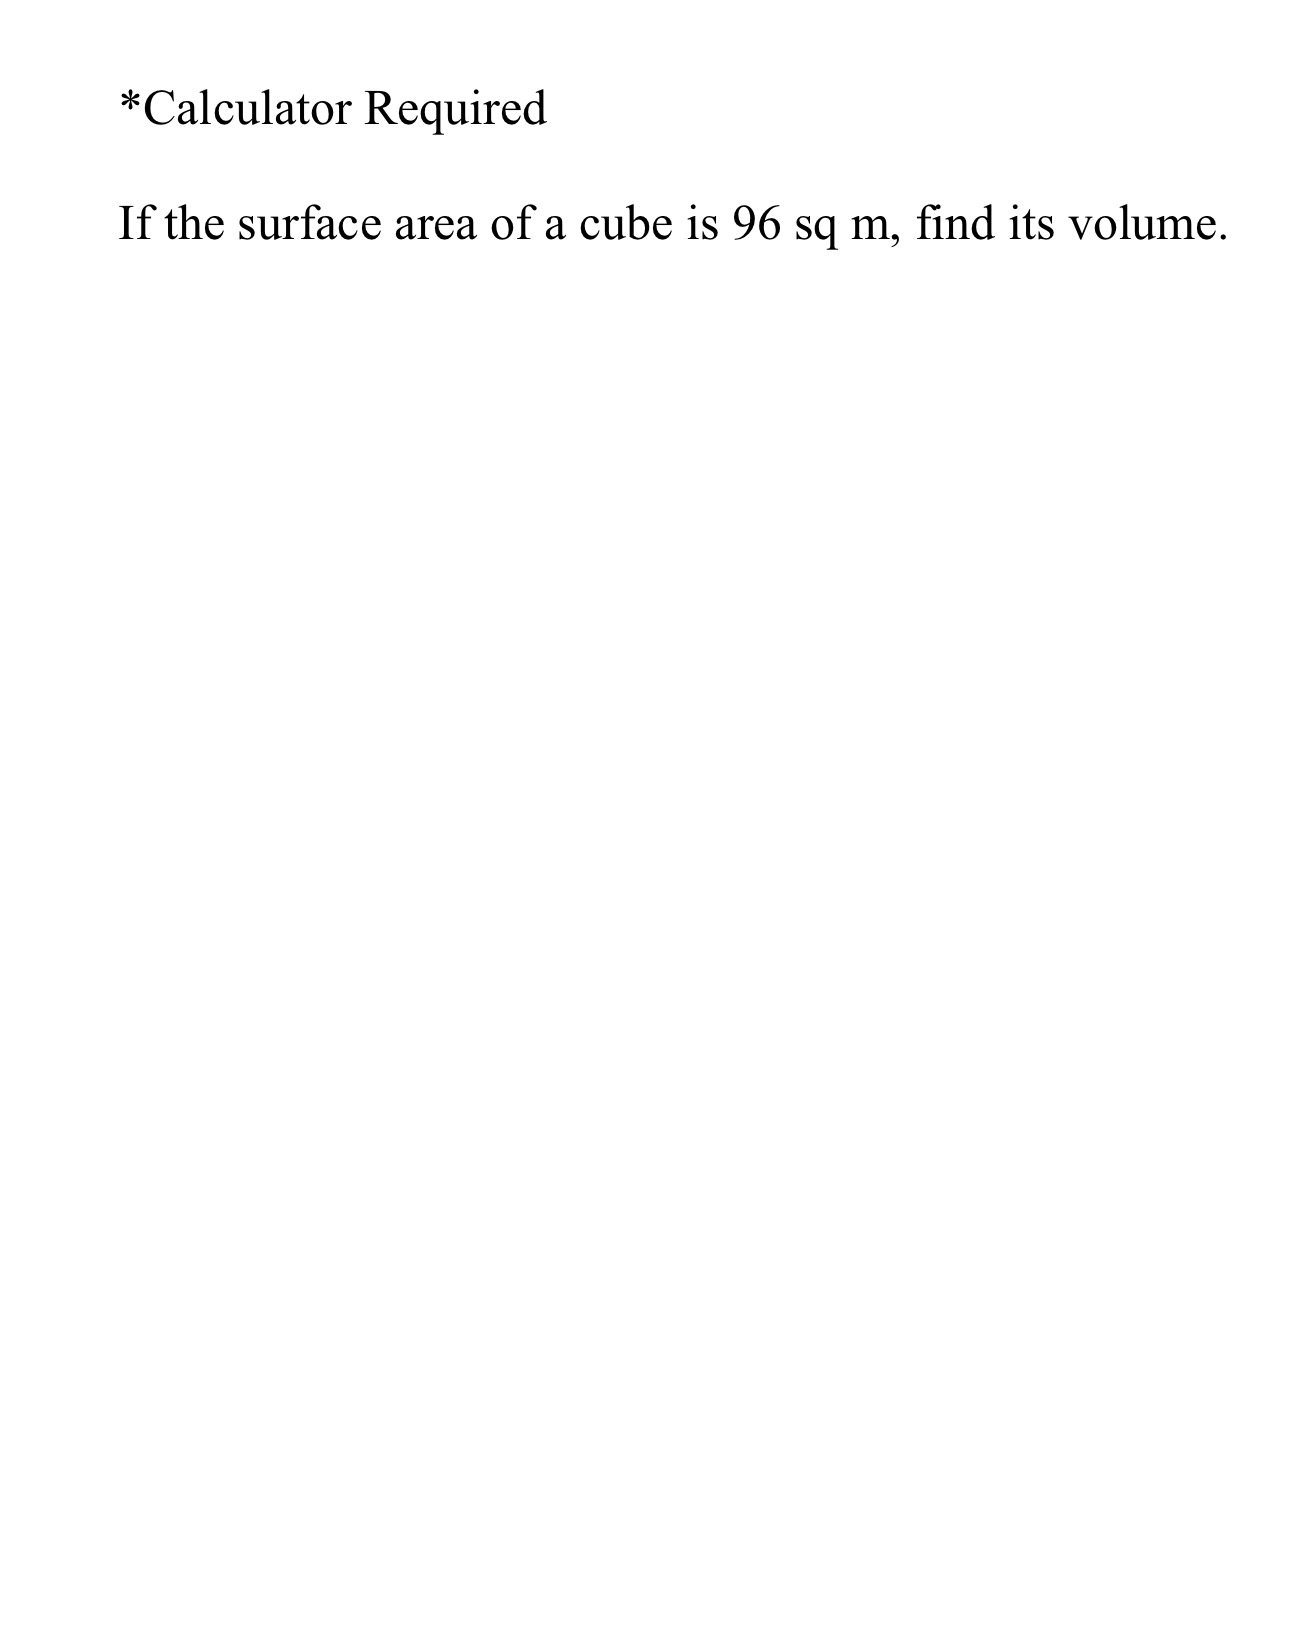 *Calculator Required
If the surface area of a cube is 96 sq m, find its volume.